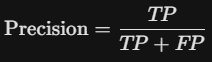 Precision = TP / (TP + FP)